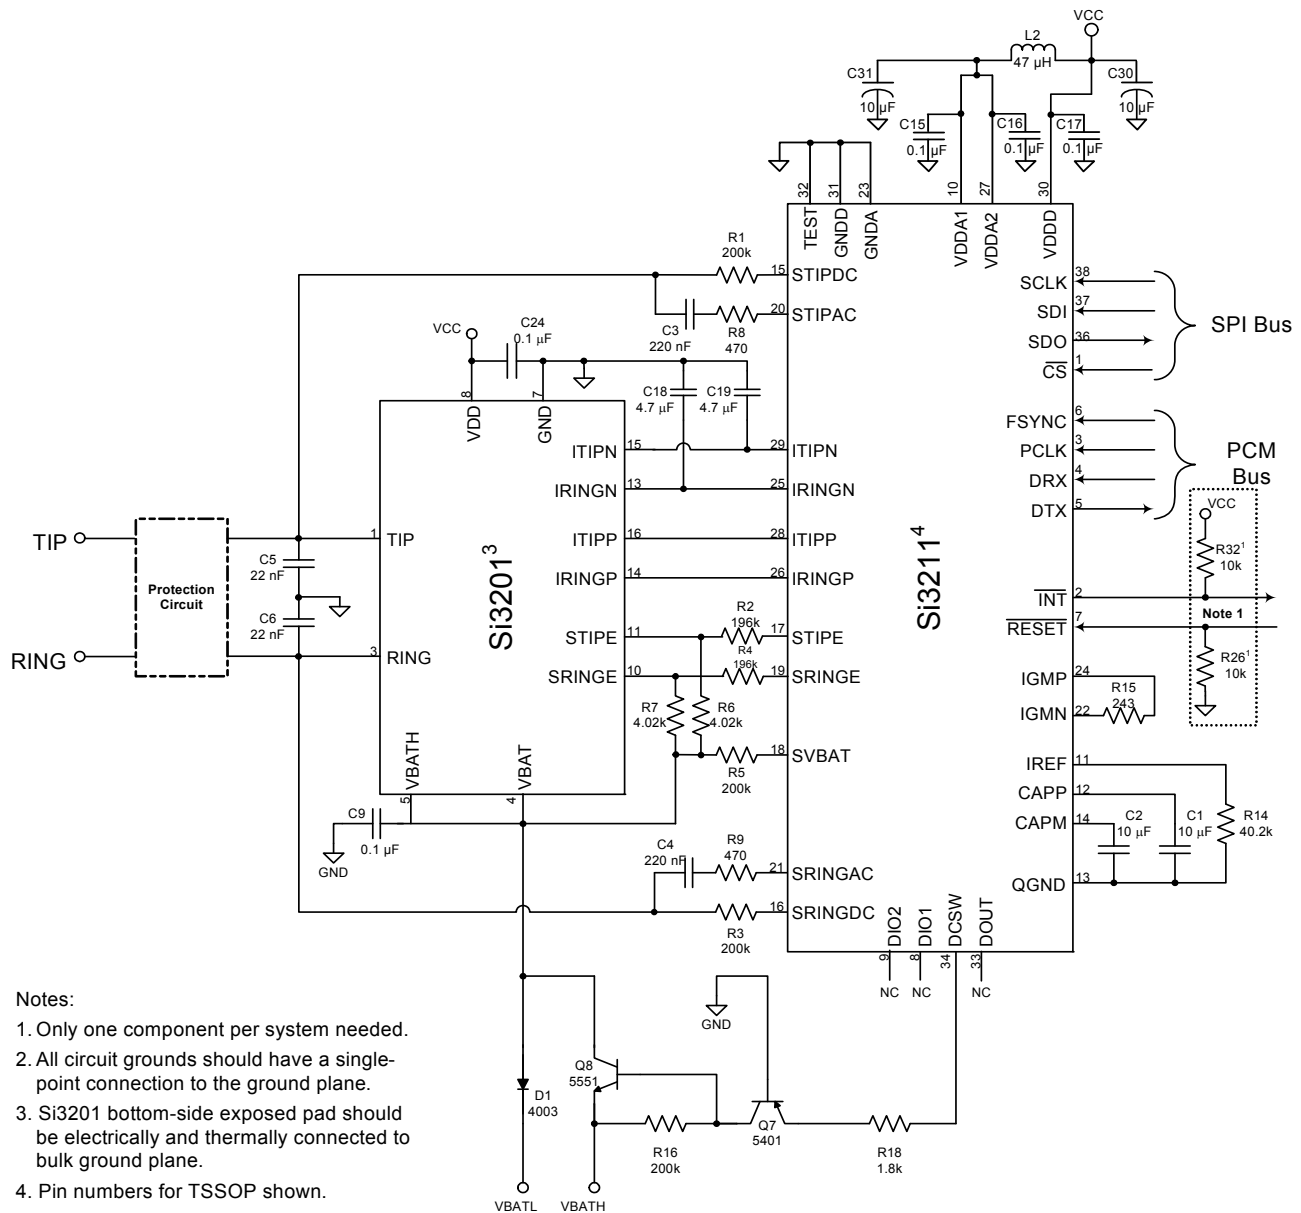 VCC
L2
47 µH
C31
10 µF
C30
10 µF
C15
0.1 µF
C16
0.1 µF
C17
0.1 µF
32
31
23
10
27
30
TEST
GNDD
GNDA
VDDA1
VDDA2
VDDD
R1
200k
15
STIPDC
C3
220 nF
R8
470
20
STIPAC
38
SCLK
37
SDI
36
SDO
1
CS
SPI Bus
VCC
C24
0.1 µF
8
7
VDD
GND
C18
4.7 µF
C19
4.7 µF
6
FSYNC
3
PCLK
4
DRX
5
DTX
PCM
Bus
ITIPN
15
29
ITIPN
IRINGN
13
25
IRINGN
ITIPP
16
28
ITIPP
IRINGP
14
26
IRINGP
VCC
R32¹
10k
INT
2
Note 1
RESET
7
R26¹
10k
TIP
Protection
Circuit
RING
C5
22 nF
C6
22 nF
1
TIP
3
RING
Si3201³
Si3211⁴
STIPE
11
R2
196k
17
STIPE
SRINGE
10
R4
196k
19
SRINGE
R7
4.02k
R6
4.02k
18
SVBAT
R5
200k
IGMP
24
R15
243
IGMN
22
IREF
11
CAPP
12
CAPM
14
C2
10 µF
C1
10 µF
R14
40.2k
QGND
13
VBATH
5
VBAT
4
C9
0.1 µF
GND
C4
220 nF
R9
470
21
SRINGAC
16
SRINGDC
R3
200k
DIO2
DIO1
DCSW
DOUT
9
8
34
33
NC
NC
NC
GND
Q8
5551
D1
4003
R16
200k
Q7
5401
R18
1.8k
VBATL
VBATH
Notes:
1. Only one component per system needed.
2. All circuit grounds should have a single-
point connection to the ground plane.
3. Si3201 bottom-side exposed pad should
be electrically and thermally connected to
bulk ground plane.
4. Pin numbers for TSSOP shown.